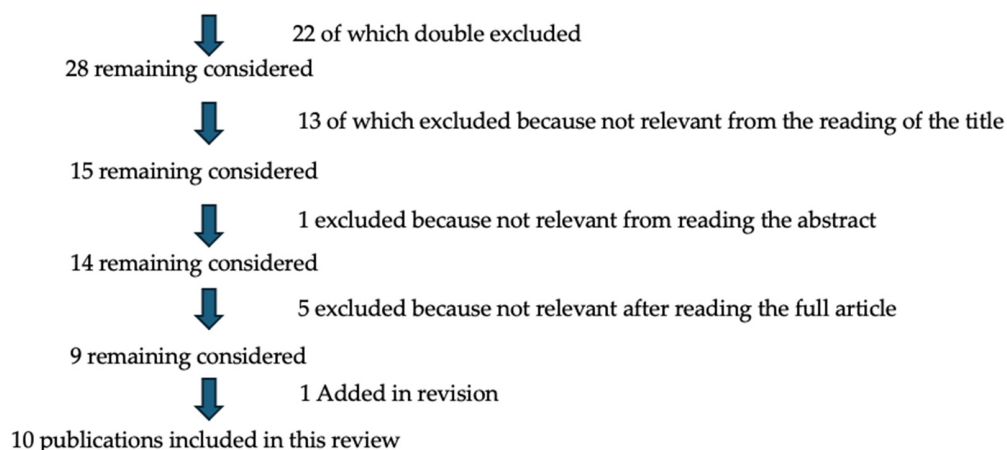 22 of which double excluded
28 remaining considered
13 of which excluded because not relevant from the reading of the title
15 remaining considered
1 excluded because not relevant from reading the abstract
14 remaining considered
5 excluded because not relevant after reading the full article
9 remaining considered
1 Added in revision
10 publications included in this review